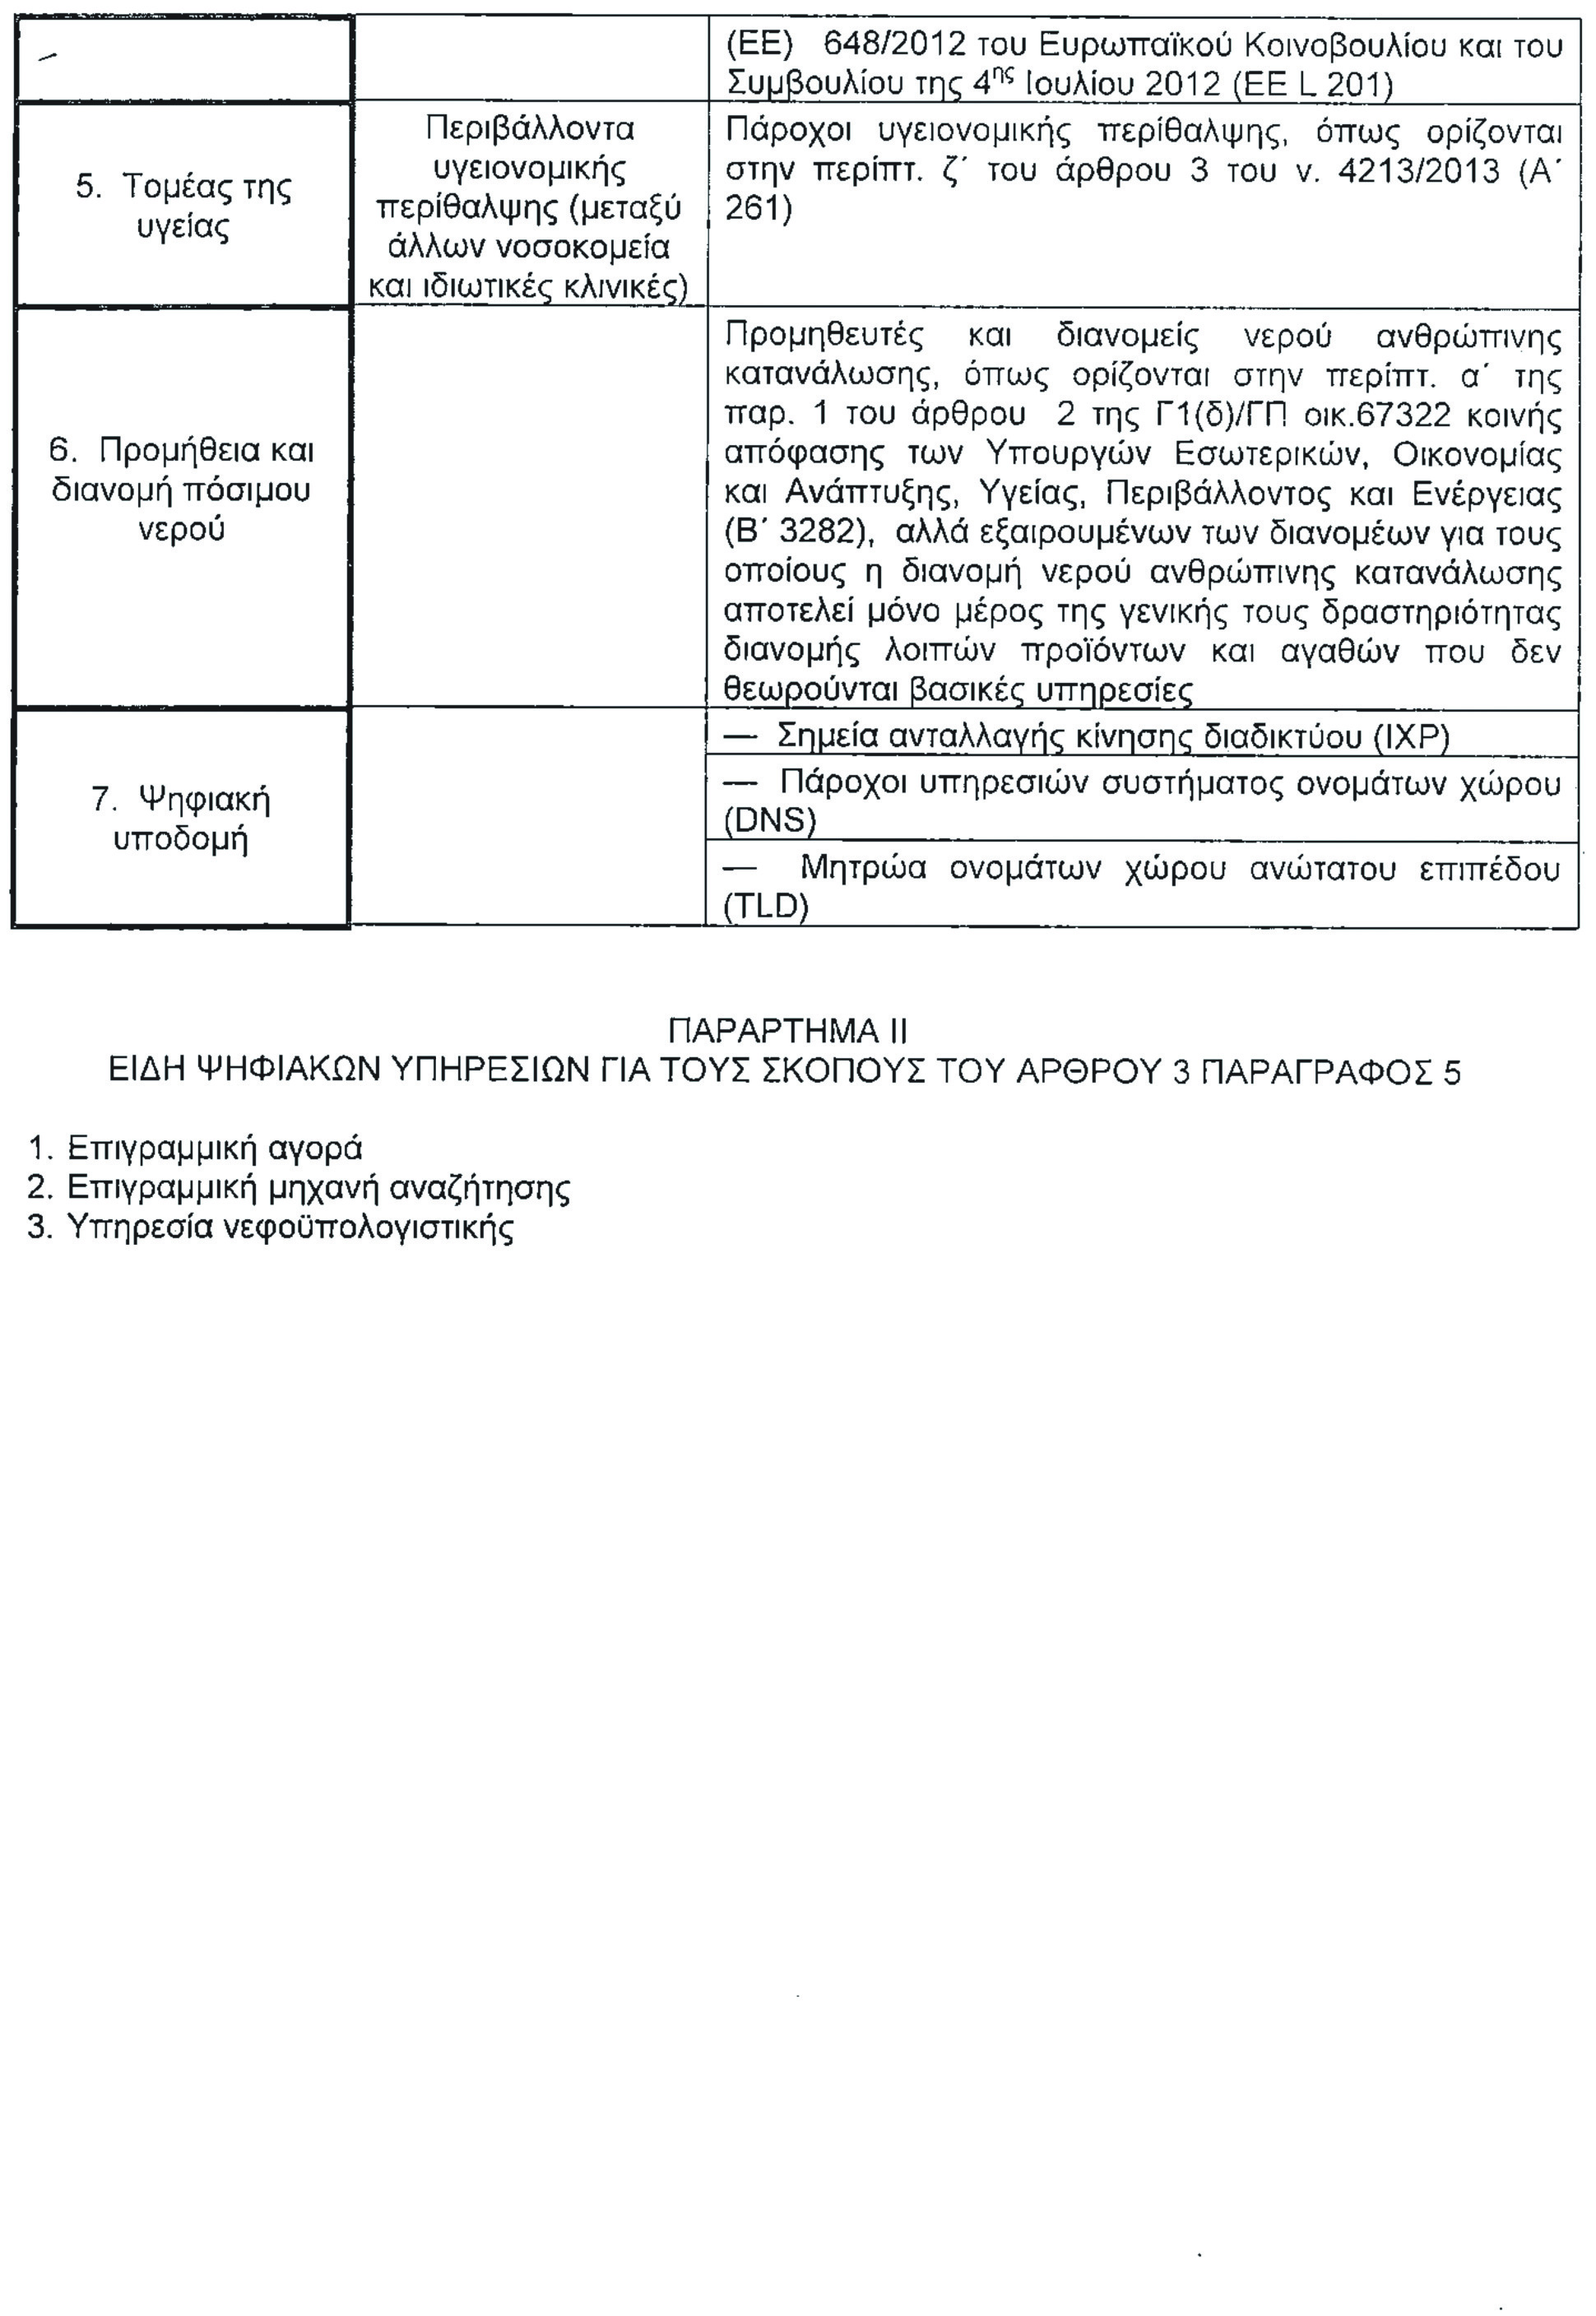 (ΕΕ) 648/2012 του Ευρωπαϊκού Κοινοβουλίου και του
Συμβουλίου της 4ης Ιουλίου 2012 (ΕΕ L 201)
5. Τομέας της
υγείας
Περιβάλλοντα
υγειονομικής
περίθαλψης (μεταξύ
άλλων νοσοκομεία
και ιδιωτικές κλινικές)
Πάροχοι υγειονομικής περίθαλψης, όπως ορίζονται
στην περίπτ. ζ΄ του άρθρου 3 του ν. 4213/2013 (Α΄
261)
6. Προμήθεια και
διανομή πόσιμου
νερού
Προμηθευτές και διανομείς νερού ανθρώπινης
κατανάλωσης, όπως ορίζονται στην περίπτ. α΄ της
παρ. 1 του άρθρου 2 της Γ1(δ)/ΓΠ οικ.67322 κοινής
απόφασης των Υπουργών Εσωτερικών, Οικονομίας
και Ανάπτυξης, Υγείας, Περιβάλλοντος και Ενέργειας
(Β΄ 3282), αλλά εξαιρουμένων των διανομέων για τους
οποίους η διανομή νερού ανθρώπινης κατανάλωσης
αποτελεί μόνο μέρος της γενικής τους δραστηριότητας
διανομής λοιπών προϊόντων και αγαθών που δεν
θεωρούνται βασικές υπηρεσίες
7. Ψηφιακή
υποδομή
— Σημεία ανταλλαγής κίνησης διαδικτύου (IXP)
— Πάροχοι υπηρεσιών συστήματος ονομάτων χώρου
(DNS)
— Μητρώα ονομάτων χώρου ανώτατου επιπέδου
(TLD)
ΠΑΡΑΡΤΗΜΑ ΙΙ
ΕΙΔΗ ΨΗΦΙΑΚΩΝ ΥΠΗΡΕΣΙΩΝ ΓΙΑ ΤΟΥΣ ΣΚΟΠΟΥΣ ΤΟΥ ΑΡΘΡΟΥ 3 ΠΑΡΑΓΡΑΦΟΣ 5
1. Επιγραμμική αγορά
2. Επιγραμμική μηχανή αναζήτησης
3. Υπηρεσία νεφοϋπολογιστικής